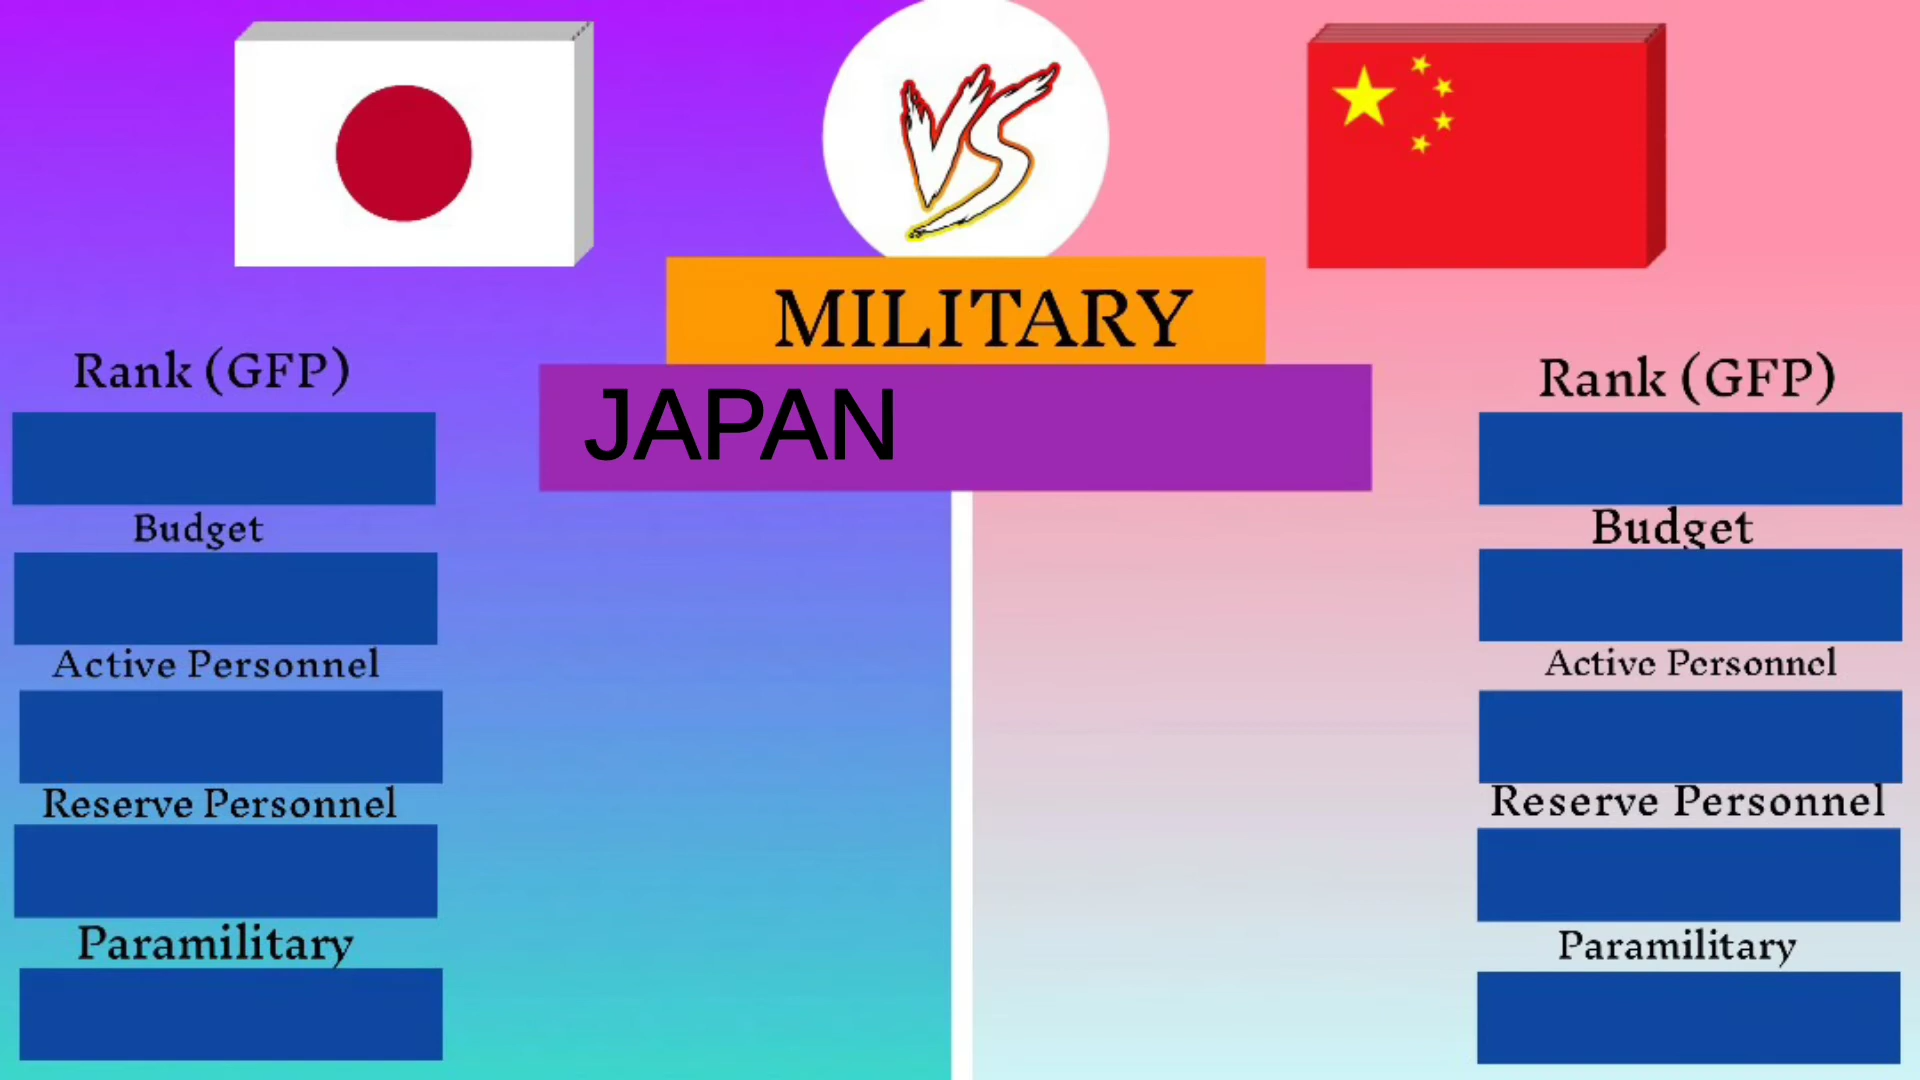 VS
MILITARY
JAPAN
Rank (GFP)
Budget
Active Personnel
Reserve Personnel
Paramilitary
Rank (GFP)
Budget
Active Personnel
Reserve Personnel
Paramilitary